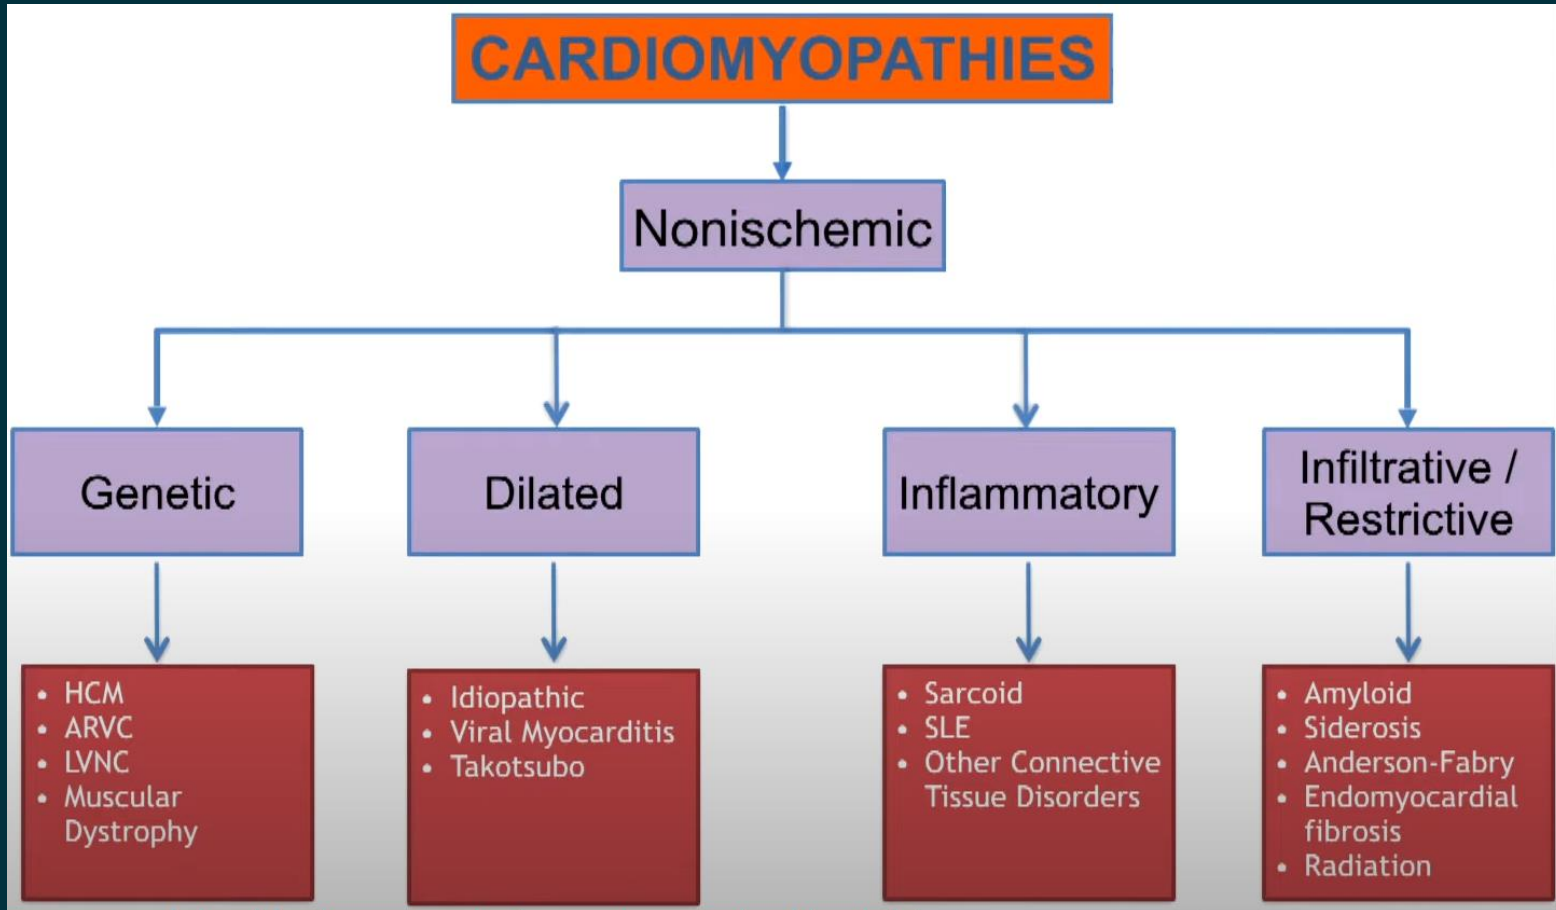 CARDIOMYOPATHIES
Nonischemic
Genetic
Dilated
Inflammatory
Infiltrative /
Restrictive
• HCM
• ARVC
• LVNC
• Muscular
Dystrophy
• Idiopathic
• Viral Myocarditis
• Takotsubo
• Sarcoid
• SLE
• Other Connective
Tissue Disorders
• Amyloid
• Siderosis
• Anderson-Fabry
• Endomyocardial
fibrosis
• Radiation